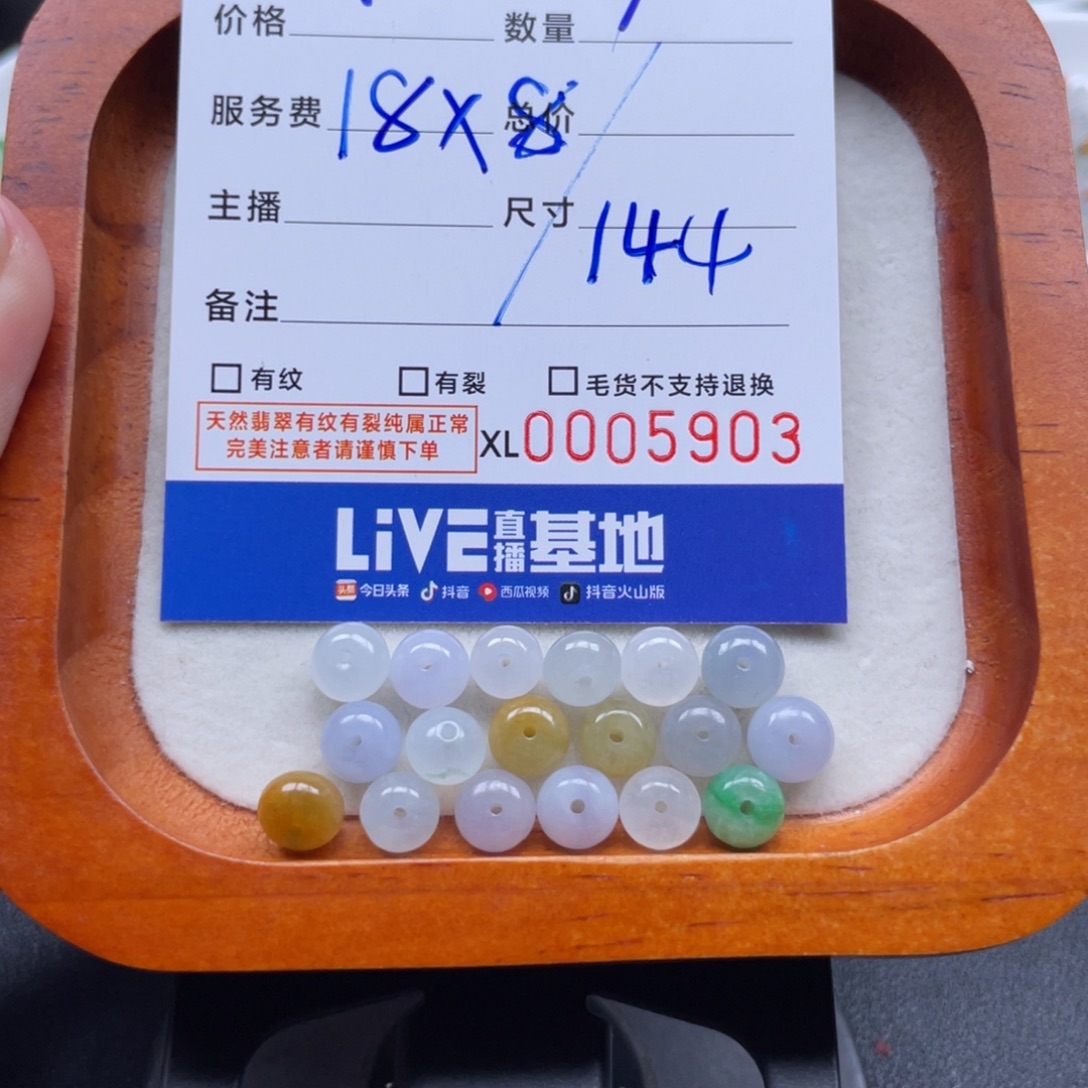 价格 数量
服务费 18X8 总价
主播 尺寸 144
备注
有纹 有裂 毛货不支持退换
天然翡翠有纹有裂纯属正常
完美注意者请谨慎下单
XL0005903
LiVE直播基地
头条 今日头条 抖音 西瓜视频 抖音火山版